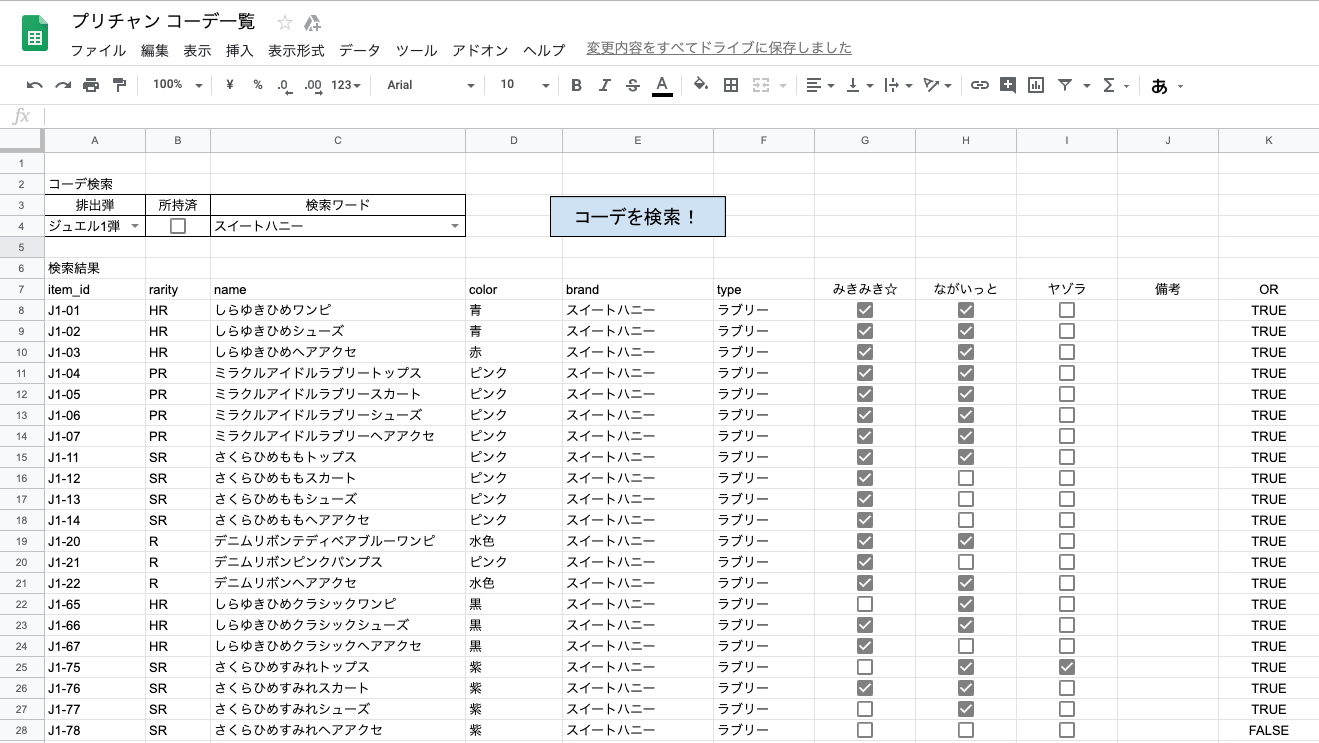 プリチャン コーデ一覧
ファイル 編集 表示 挿入 表示形式 データ ツール アドオン ヘルプ 変更内容をすべてドライブに保存しました
100% ¥ % .0 .00 123 Arial 10 B I S A Σ あ
fx
A B C D E F G H I J K
1
2 コーデ検索
3 排出弾 所持済 検索ワード コーデを検索！
4 ジュエル1弾 スイートハニー
5
6 検索結果
7 item_id rarity name color brand type みきみき☆ ながいっと ヤゾラ 備考 OR
8 J1-01 HR しらゆきひめワンピ 青 スイートハニー ラブリー TRUE
9 J1-02 HR しらゆきひめシューズ 青 スイートハニー ラブリー TRUE
10 J1-03 HR しらゆきひめヘアアクセ 赤 スイートハニー ラブリー TRUE
11 J1-04 PR ミラクルアイドルラブリートップス ピンク スイートハニー ラブリー TRUE
12 J1-05 PR ミラクルアイドルラブリースカート ピンク スイートハニー ラブリー TRUE
13 J1-06 PR ミラクルアイドルラブリーシューズ ピンク スイートハニー ラブリー TRUE
14 J1-07 PR ミラクルアイドルラブリーヘアアクセ ピンク スイートハニー ラブリー TRUE
15 J1-11 SR さくらひめももトップス ピンク スイートハニー ラブリー TRUE
16 J1-12 SR さくらひめももスカート ピンク スイートハニー ラブリー TRUE
17 J1-13 SR さくらひめももシューズ ピンク スイートハニー ラブリー TRUE
18 J1-14 SR さくらひめももヘアアクセ ピンク スイートハニー ラブリー TRUE
19 J1-20 R デニムリボンテディベアブルーワンピ 水色 スイートハニー ラブリー TRUE
20 J1-21 R デニムリボンピンクパンプス ピンク スイートハニー ラブリー TRUE
21 J1-22 R デニムリボンヘアアクセ 水色 スイートハニー ラブリー TRUE
22 J1-65 HR しらゆきひめクラシックワンピ 黒 スイートハニー ラブリー TRUE
23 J1-66 HR しらゆきひめクラシックシューズ 黒 スイートハニー ラブリー TRUE
24 J1-67 HR しらゆきひめクラシックヘアアクセ 黒 スイートハニー ラブリー TRUE
25 J1-75 SR さくらひめすみれトップス 紫 スイートハニー ラブリー TRUE
26 J1-76 SR さくらひめすみれスカート 紫 スイートハニー ラブリー TRUE
27 J1-77 SR さくらひめすみれシューズ 紫 スイートハニー ラブリー TRUE
28 J1-78 SR さくらひめすみれヘアアクセ 紫 スイートハニー ラブリー FALSE